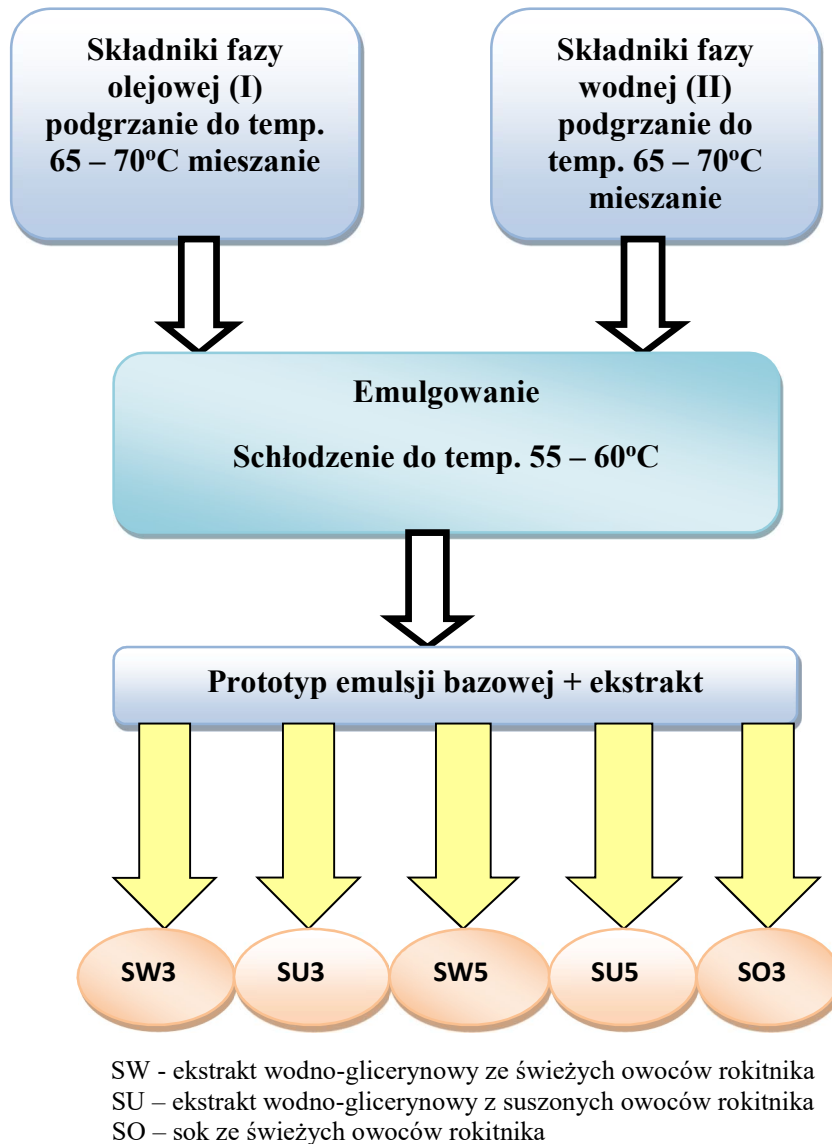 Składniki fazy
olejowej (I)
podgrzanie do temp.
65 – 70°C mieszanie
Składniki fazy
wodnej (II)
podgrzanie do
temp. 65 – 70°C
mieszanie
Emulgowanie
Schłodzenie do temp. 55 – 60°C
Prototyp emulsji bazowej + ekstrakt
SW3
SU3
SW5
SU5
SO3
SW - ekstrakt wodno-glicerynowy ze świeżych owoców rokitnika
SU – ekstrakt wodno-glicerynowy z suszonych owoców rokitnika
SO – sok ze świeżych owoców rokitnika